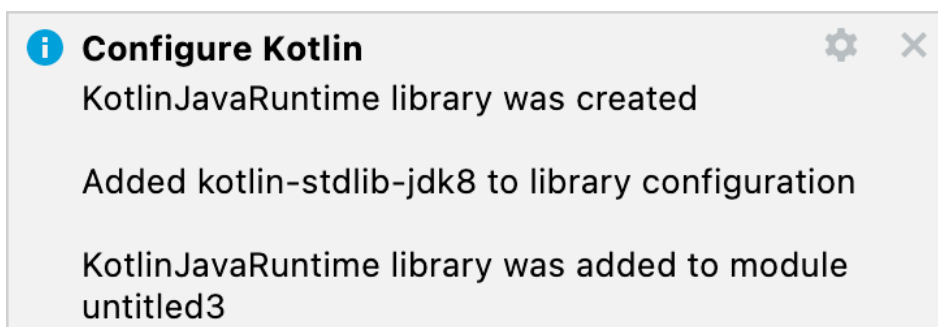 Configure Kotlin
KotlinJavaRuntime library was created
Added kotlin-stdlib-jdk8 to library configuration
KotlinJavaRuntime library was added to module
untitled3